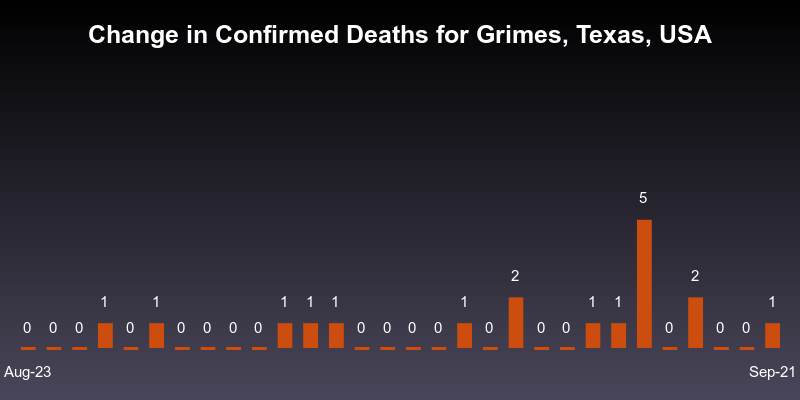 Change in Confirmed Deaths for Grimes, Texas, USA
5
2 2
1 1 1 1 1 1 1 1 1
0 0 0 0 0 0 0 0 0 0 0 0 0 0 0 0 0 0
Aug-23 Sep-21